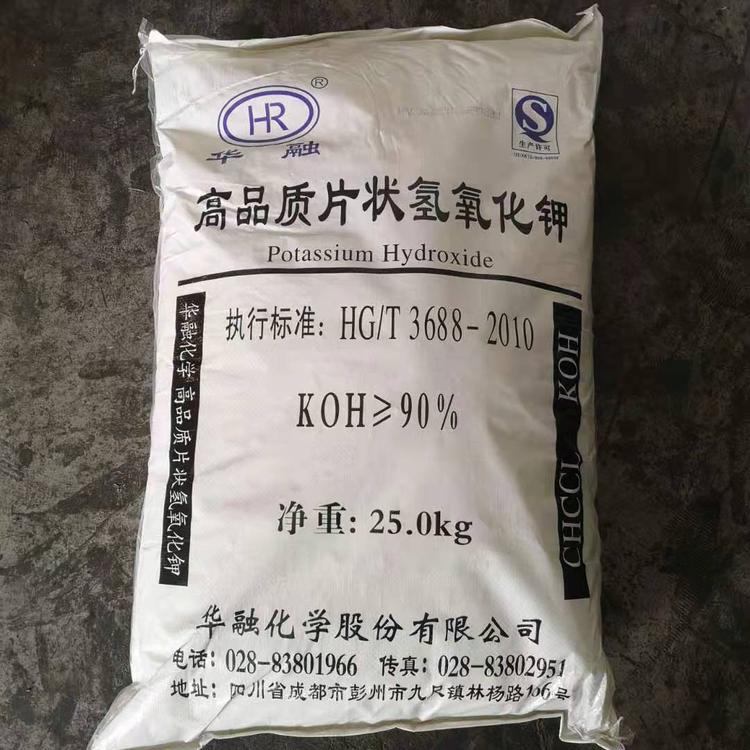 HR®
华融
生产许可
高品质片状氢氧化钾
Potassium Hydroxide
执行标准: HG/T 3688-2010
KOH≥90%
净重: 25.0kg
华融化学 高品质片状氢氧化钾
CHCCL KOH
华融化学股份有限公司
电话: 028-83801966 传真: 028-83802951
地址: 四川省成都市彭州市九尺镇林杨路166号